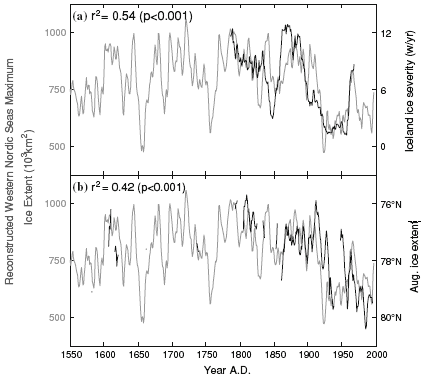 (a) r²= 0.54 (p<0.001)
1000
750
500
12
6
0
Iceland ice severity (w/yr)
Reconstructed Western Nordic Seas Maximum
Ice Extent (10³km²)
(b) r²= 0.42 (p<0.001)
1000
750
500
76°N
78°N
80°N
Aug. ice extent
1550 1600 1650 1700 1750 1800 1850 1900 1950 2000
Year A.D.